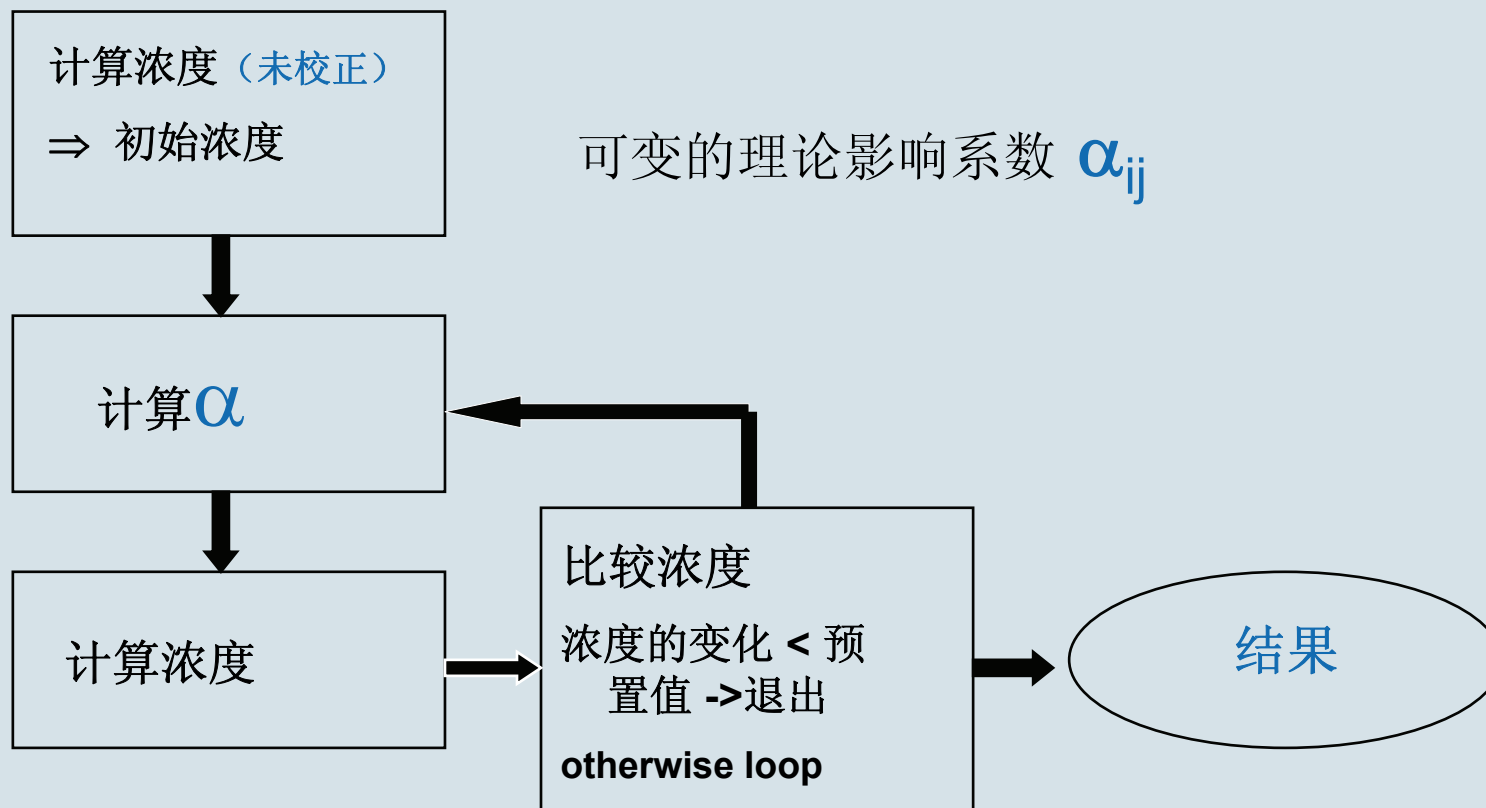 计算浓度（未校正）
⇒ 初始浓度
可变的理论影响系数 αij
计算α
计算浓度
比较浓度
浓度的变化 < 预
置值 ->退出
otherwise loop
结果